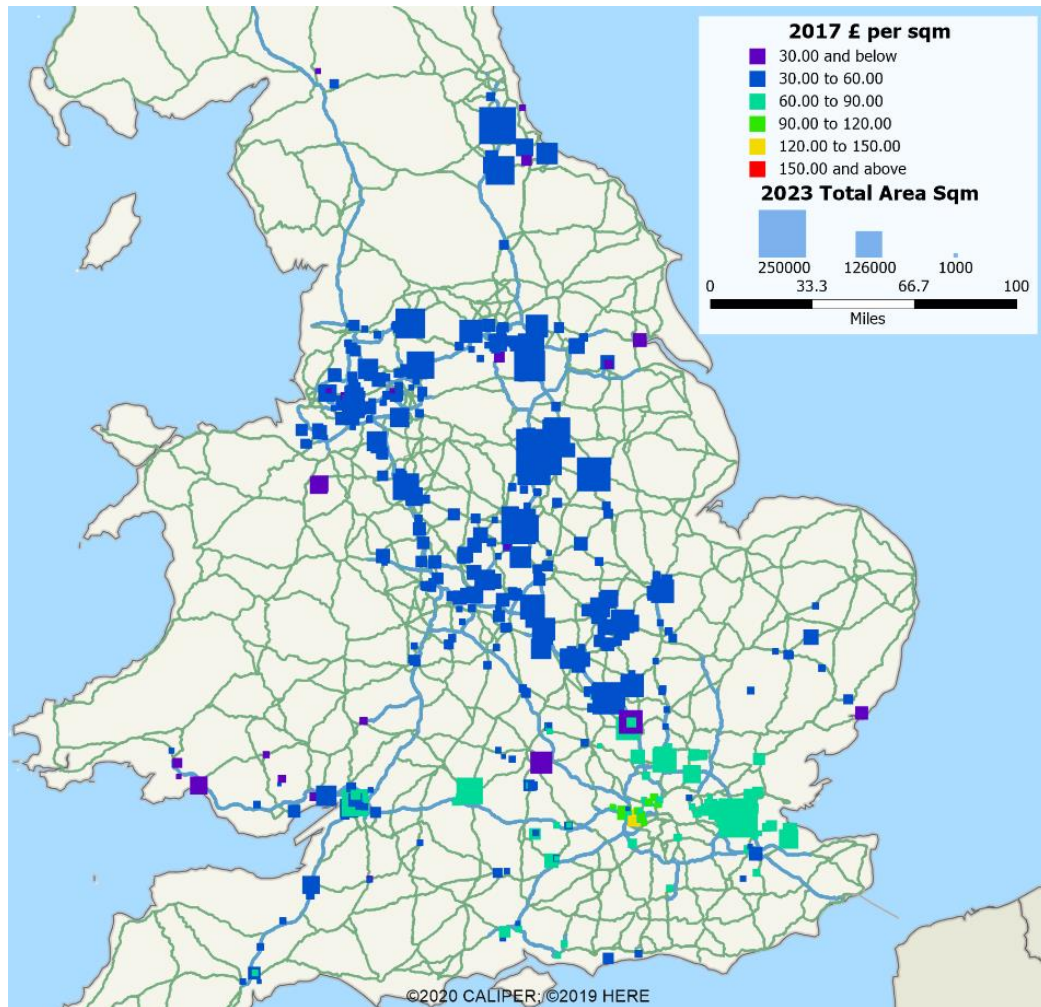 2017 £ per sqm
30.00 and below
30.00 to 60.00
60.00 to 90.00
90.00 to 120.00
120.00 to 150.00
150.00 and above
2023 Total Area Sqm
250000 126000 1000
0 33.3 66.7 100
Miles
©2020 CALIPER; ©2019 HERE